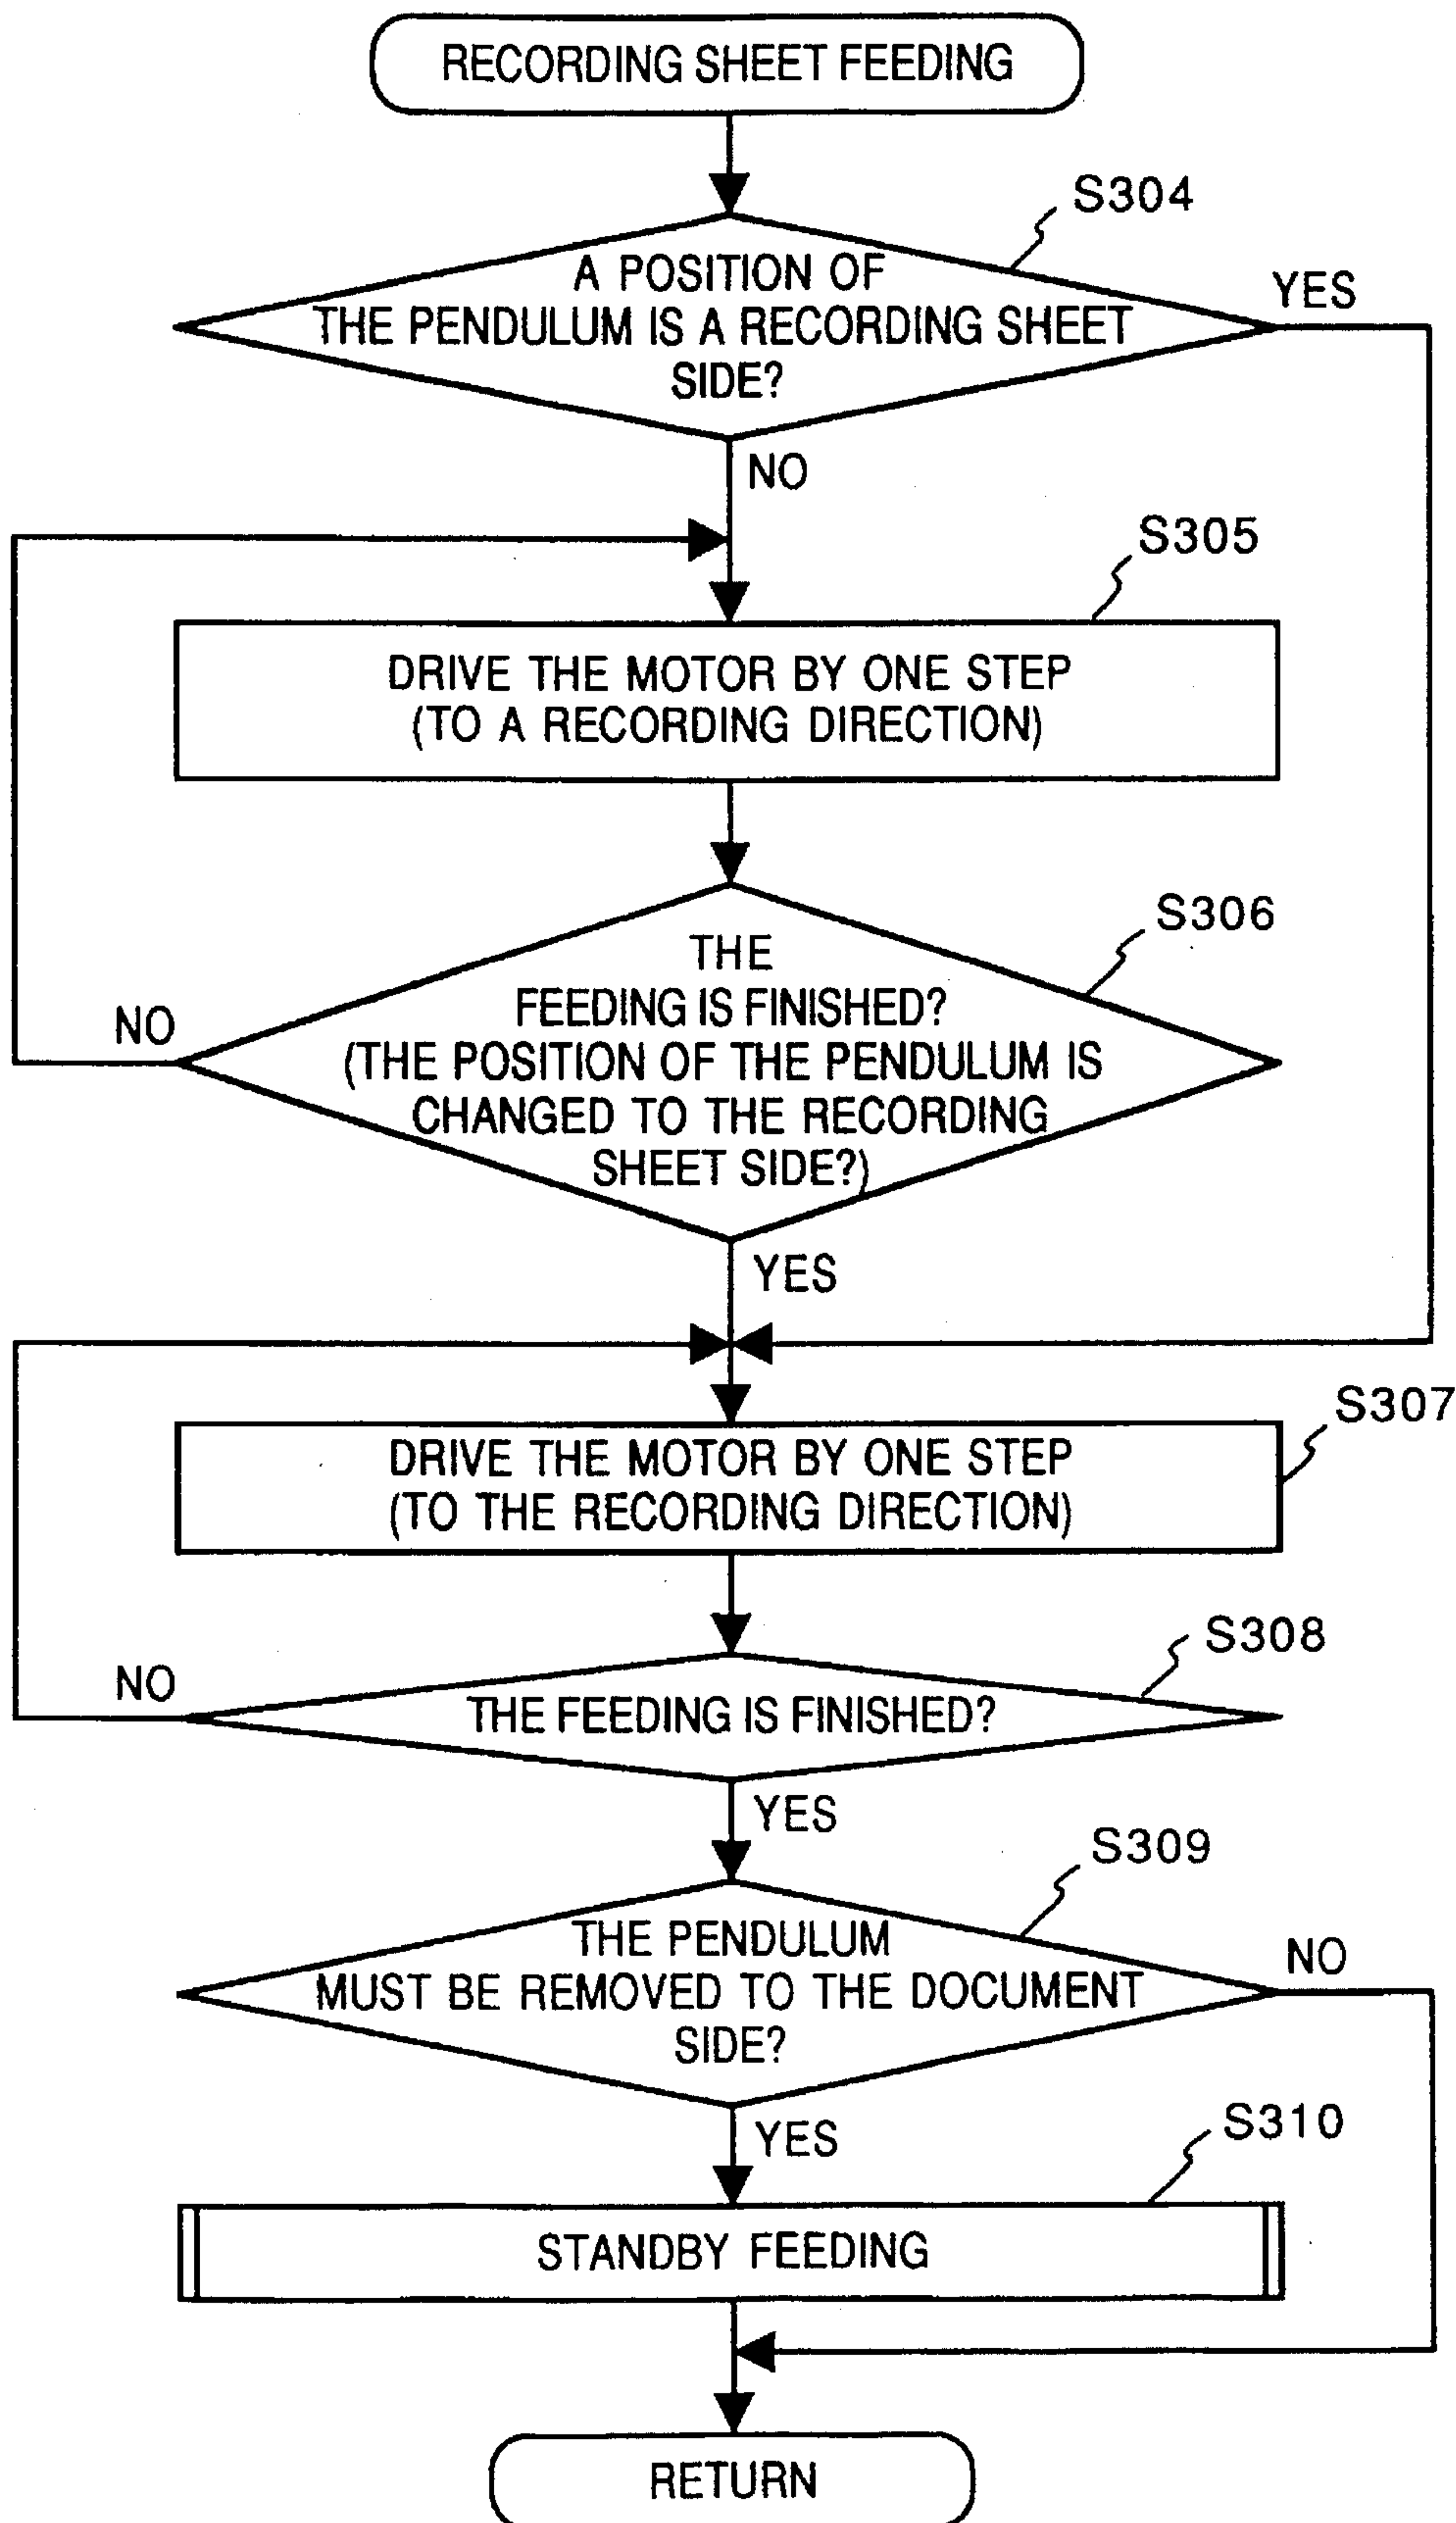 RECORDING SHEET FEEDING
S304
A POSITION OF
THE PENDULUM IS A RECORDING SHEET
SIDE?
YES
NO
S305
DRIVE THE MOTOR BY ONE STEP
(TO A RECORDING DIRECTION)
S306
THE
FEEDING IS FINISHED?
(THE POSITION OF THE PENDULUM IS
CHANGED TO THE RECORDING
SHEET SIDE?)
NO
YES
S307
DRIVE THE MOTOR BY ONE STEP
(TO THE RECORDING DIRECTION)
S308
THE FEEDING IS FINISHED?
NO
YES
S309
THE PENDULUM
MUST BE REMOVED TO THE DOCUMENT
SIDE?
NO
YES
S310
STANDBY FEEDING
RETURN